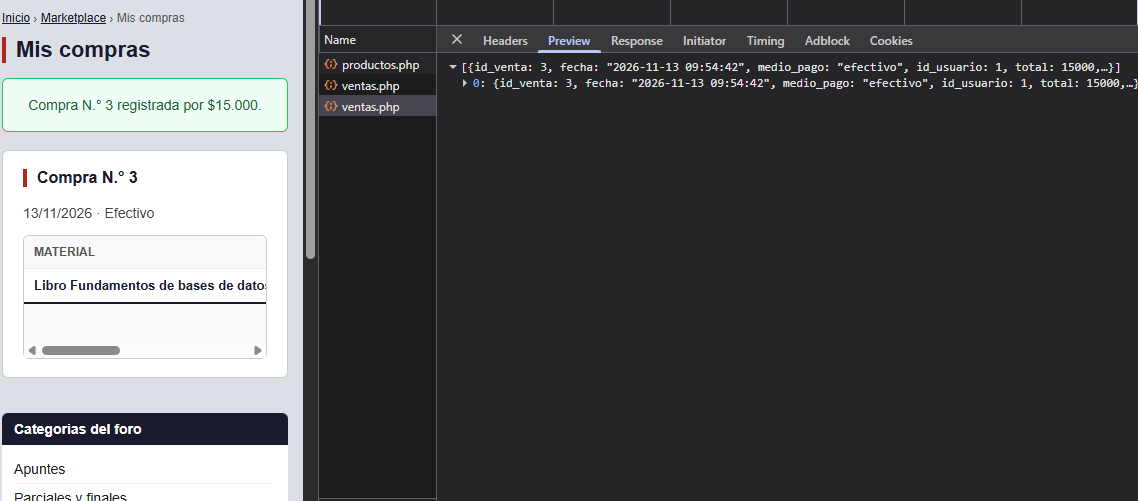 Inicio › Marketplace › Mis compras
Mis compras
Compra N.° 3 registrada por $15.000.
Compra N.° 3
13/11/2026 · Efectivo
MATERIAL
Libro Fundamentos de bases de datos
Categorias del foro
Apuntes
Parciales y finales
Name
productos.php
ventas.php
ventas.php
Headers Preview Response Initiator Timing Adblock Cookies
[{id_venta: 3, fecha: "2026-11-13 09:54:42", medio_pago: "efectivo", id_usuario: 1, total: 15000,…}]
0: {id_venta: 3, fecha: "2026-11-13 09:54:42", medio_pago: "efectivo", id_usuario: 1, total: 15000,…}